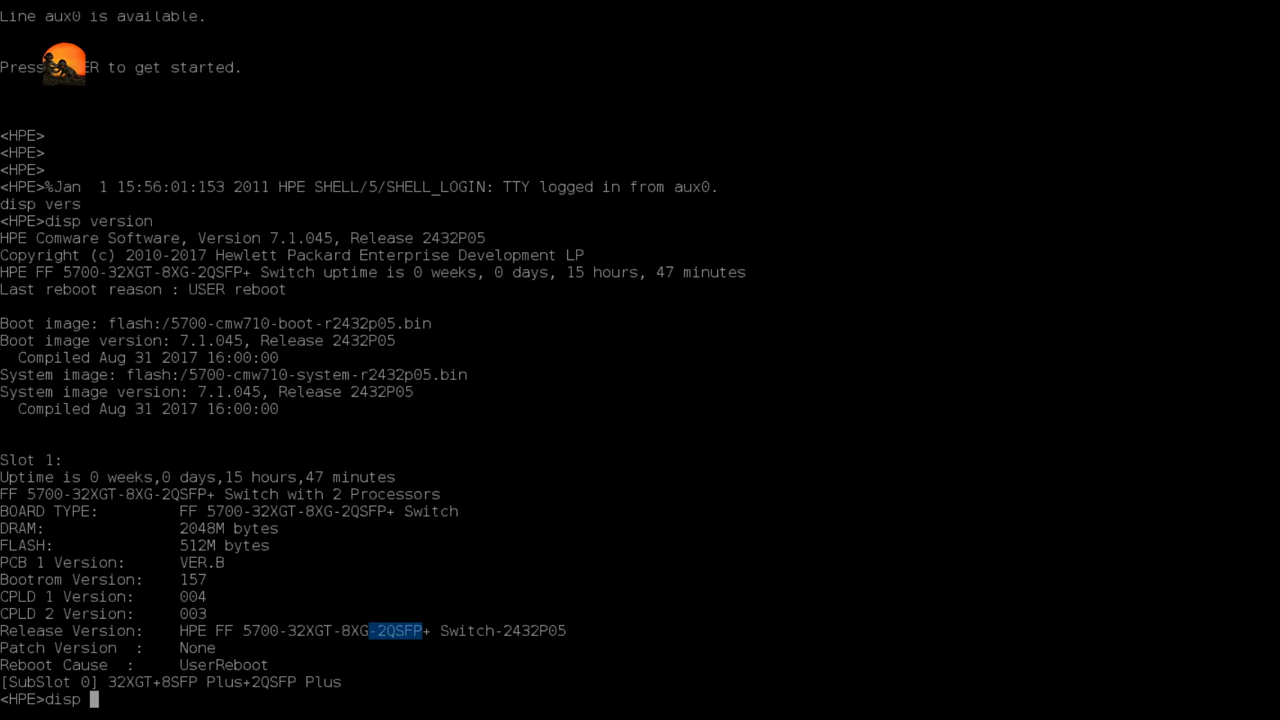 Line aux0 is available.
Press ER to get started.
<HPE>
<HPE>
<HPE>
<HPE>%Jan  1 15:56:01:153 2011 HPE SHELL/5/SHELL_LOGIN: TTY logged in from aux0.
disp vers
<HPE>disp version
HPE Comware Software, Version 7.1.045, Release 2432P05
Copyright (c) 2010-2017 Hewlett Packard Enterprise Development LP
HPE FF 5700-32XGT-8XG-2QSFP+ Switch uptime is 0 weeks, 0 days, 15 hours, 47 minutes
Last reboot reason : USER reboot
Boot image: flash:/5700-cmw710-boot-r2432p05.bin
Boot image version: 7.1.045, Release 2432P05
  Compiled Aug 31 2017 16:00:00
System image: flash:/5700-cmw710-system-r2432p05.bin
System image version: 7.1.045, Release 2432P05
  Compiled Aug 31 2017 16:00:00
Slot 1:
Uptime is 0 weeks,0 days,15 hours,47 minutes
FF 5700-32XGT-8XG-2QSFP+ Switch with 2 Processors
BOARD TYPE:         FF 5700-32XGT-8XG-2QSFP+ Switch
DRAM:               2048M bytes
FLASH:              512M bytes
PCB 1 Version:      VER.B
Bootrom Version:    157
CPLD 1 Version:     004
CPLD 2 Version:     003
Release Version:    HPE FF 5700-32XGT-8XG-2QSFP+ Switch-2432P05
Patch Version  :    None
Reboot Cause  :     UserReboot
[SubSlot 0] 32XGT+8SFP Plus+2QSFP Plus
<HPE>disp